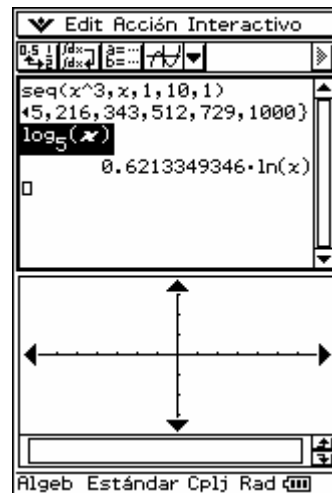 Edit Acción Interactivo
seq(x^3,x,1,10,1)
5,216,343,512,729,1000}
log₅(x)
0.6213349346·ln(x)
Algeb Estándar Cplj Rad